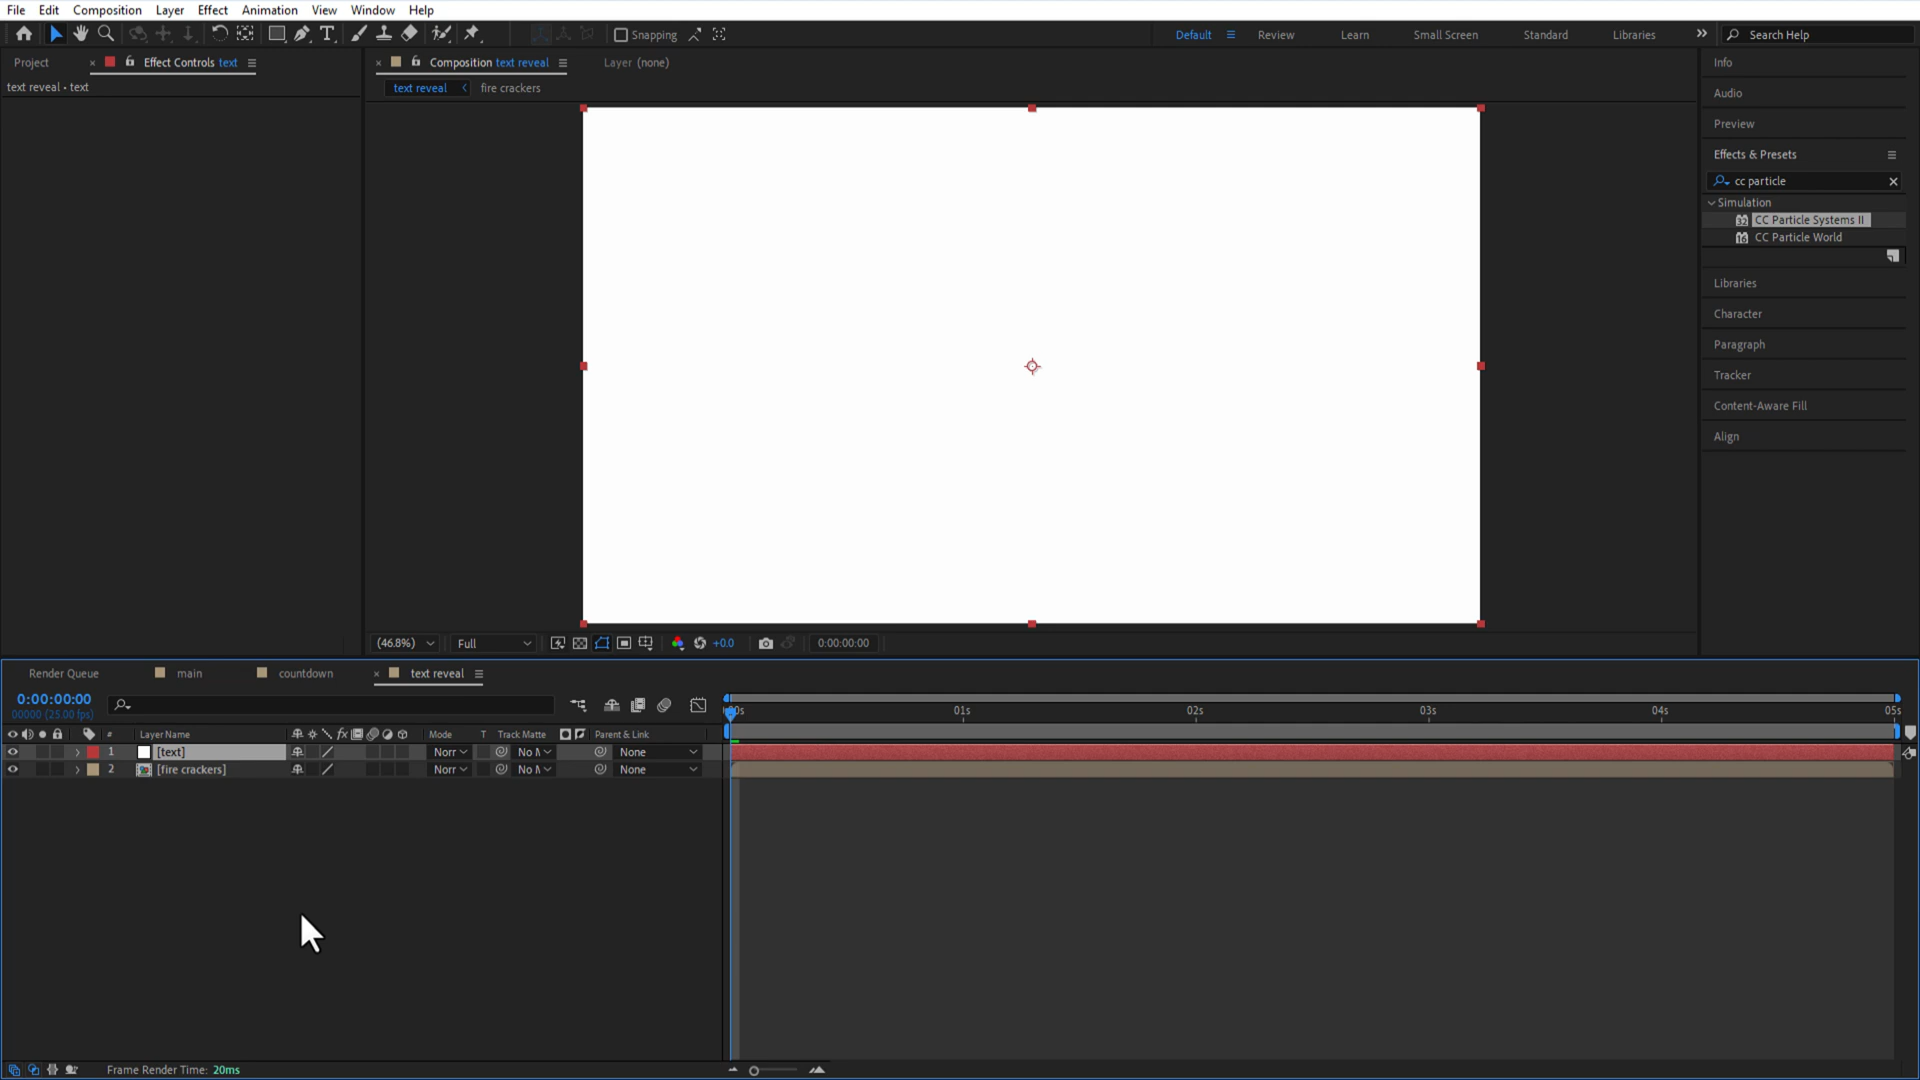 File Edit Composition Layer Effect Animation View Window Help
Snapping
Default Review Learn Small Screen Standard Libraries Search Help
Project Effect Controls text
Composition text reveal Layer (none)
text reveal • text
text reveal fire crackers
Info
Audio
Preview
Effects & Presets
cc particle
Simulation
32 CC Particle Systems II
16 CC Particle World
Libraries
Character
Paragraph
Tracker
Content-Aware Fill
Align
(46.8%) Full +0.0 0:00:00:00
Render Queue main countdown text reveal
0:00:00:00
00000 (25.00 fps)
01s 02s 03s 04s 05s
# Layer Name Mode T Track Matte Parent & Link
1 [text] Norr No None
2 [fire crackers] Norr No None
Frame Render Time: 20ms